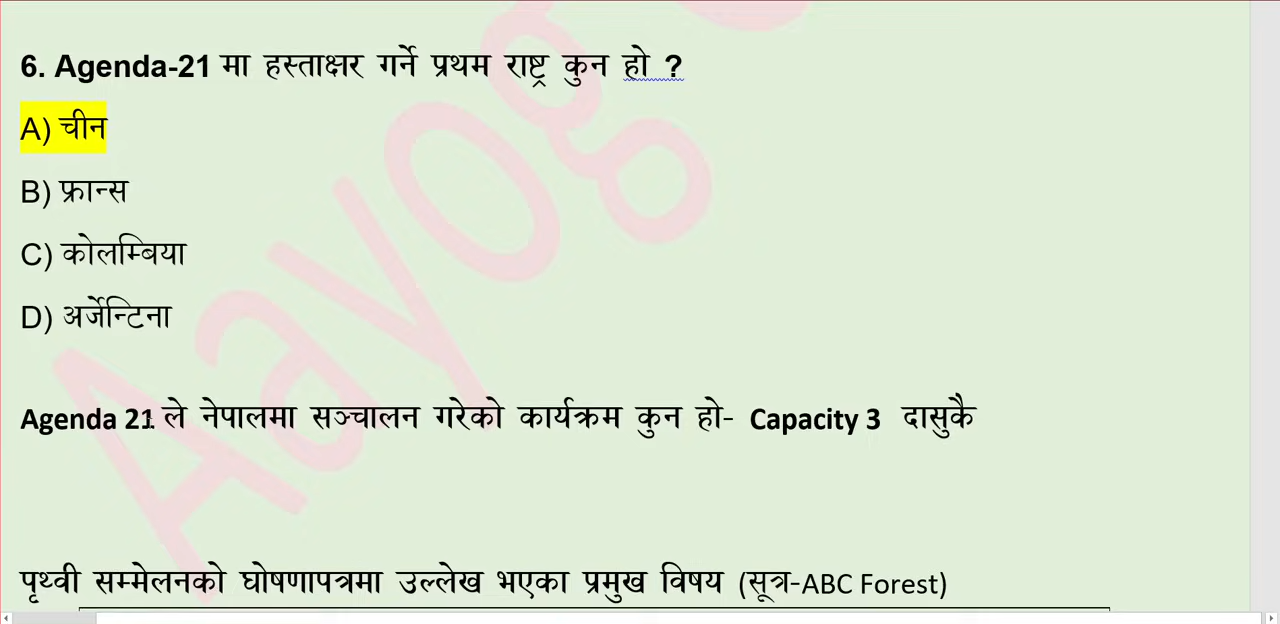 6. Agenda-21 मा हस्ताक्षर गर्ने प्रथम राष्ट्र कुन हो ?
A) चीन
B) फ्रान्स
C) कोलम्बिया
D) अर्जेन्टिना
Agenda 21 ले नेपालमा सञ्चालन गरेको कार्यक्रम कुन हो- Capacity 3 दासुकै
पृथ्वी सम्मेलनको घोषणापत्रमा उल्लेख भएका प्रमुख विषय (सूत्र-ABC Forest)
Aayog